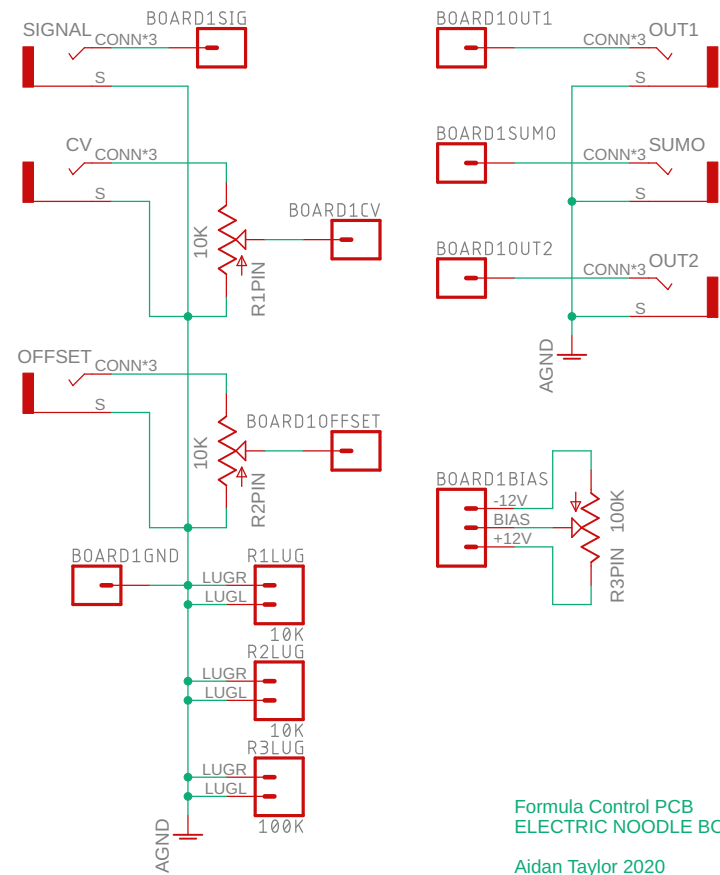 BOARD1SIG
SIGNAL
CONN*3
S
CV
CONN*3
S
10K
R1PIN
BOARD1CV
OFFSET
CONN*3
S
10K
R2PIN
BOARD1OFFSET
BOARD1GND
R1LUG
LUGR
LUGL
10K
R2LUG
LUGR
LUGL
10K
R3LUG
LUGR
LUGL
100K
AGND
BOARD1OUT1
CONN*3
OUT1
S
BOARD1SUMO
CONN*3
SUMO
S
BOARD1OUT2
CONN*3
OUT2
S
AGND
BOARD1BIAS
-12V
BIAS
+12V
100K
R3PIN
Formula Control PCB
ELECTRIC NOODLE
Aidan Taylor 2020